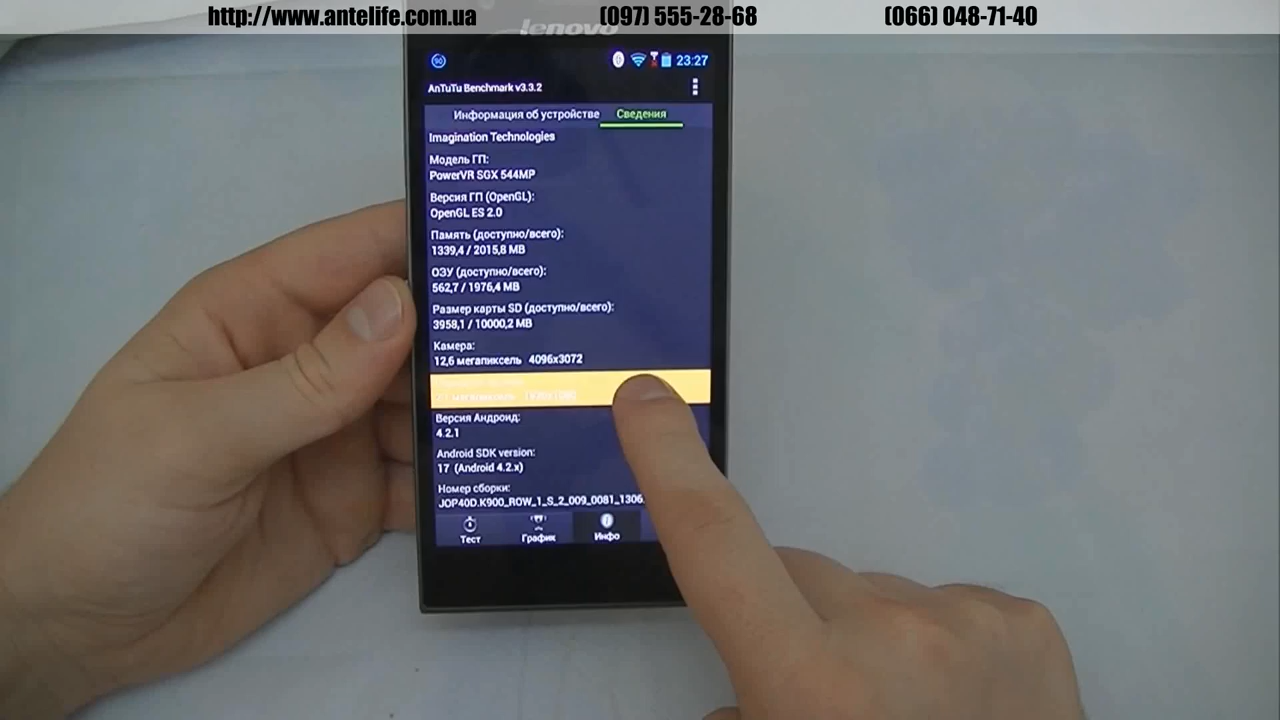 http://www.antelife.com.ua (097) 555-28-68 (066) 048-71-40
lenovo
90 23:27
AnTuTu Benchmark v3.3.2
Информация об устройстве Сведения
Imagination Technologies
Модель ГП:
PowerVR SGX 544MP
Версия ГП (OpenGL):
OpenGL ES 2.0
Память (доступно/всего):
1339,4 / 2015,8 MB
ОЗУ (доступно/всего):
562,7 / 1976,4 MB
Размер карты SD (доступно/всего):
3958,1 / 10000,2 MB
Камера:
12,6 мегапиксель 4096x3072
мегапиксель 1920x1080
Версия Андроид:
4.2.1
Android SDK version:
17 (Android 4.2.x)
Номер сборки:
JOP40D.K900_ROW_1_S_2_009_0081_1306
Тест График Инфо